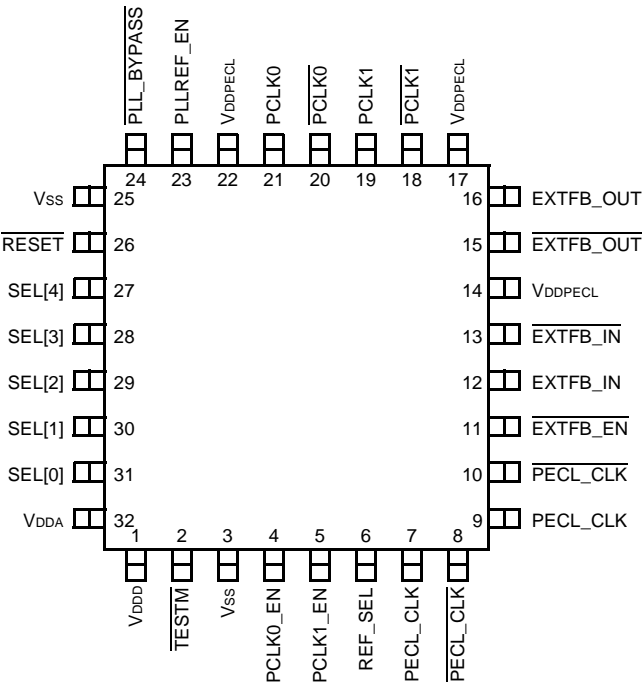 PLL_BYPASS
PLLREF_EN
VDDPECL
PCLK0
PCLK0
PCLK1
PCLK1
VDDPECL
24 23 22 21 20 19 18 17
VSS 25
RESET 26
SEL[4] 27
SEL[3] 28
SEL[2] 29
SEL[1] 30
SEL[0] 31
VDDA 32
16 EXTFB_OUT
15 EXTFB_OUT
14 VDDPECL
13 EXTFB_IN
12 EXTFB_IN
11 EXTFB_EN
10 PECL_CLK
9 PECL_CLK
1 2 3 4 5 6 7 8
VDDD
TESTM
VSS
PCLK0_EN
PCLK1_EN
REF_SEL
PECL_CLK
PECL_CLK